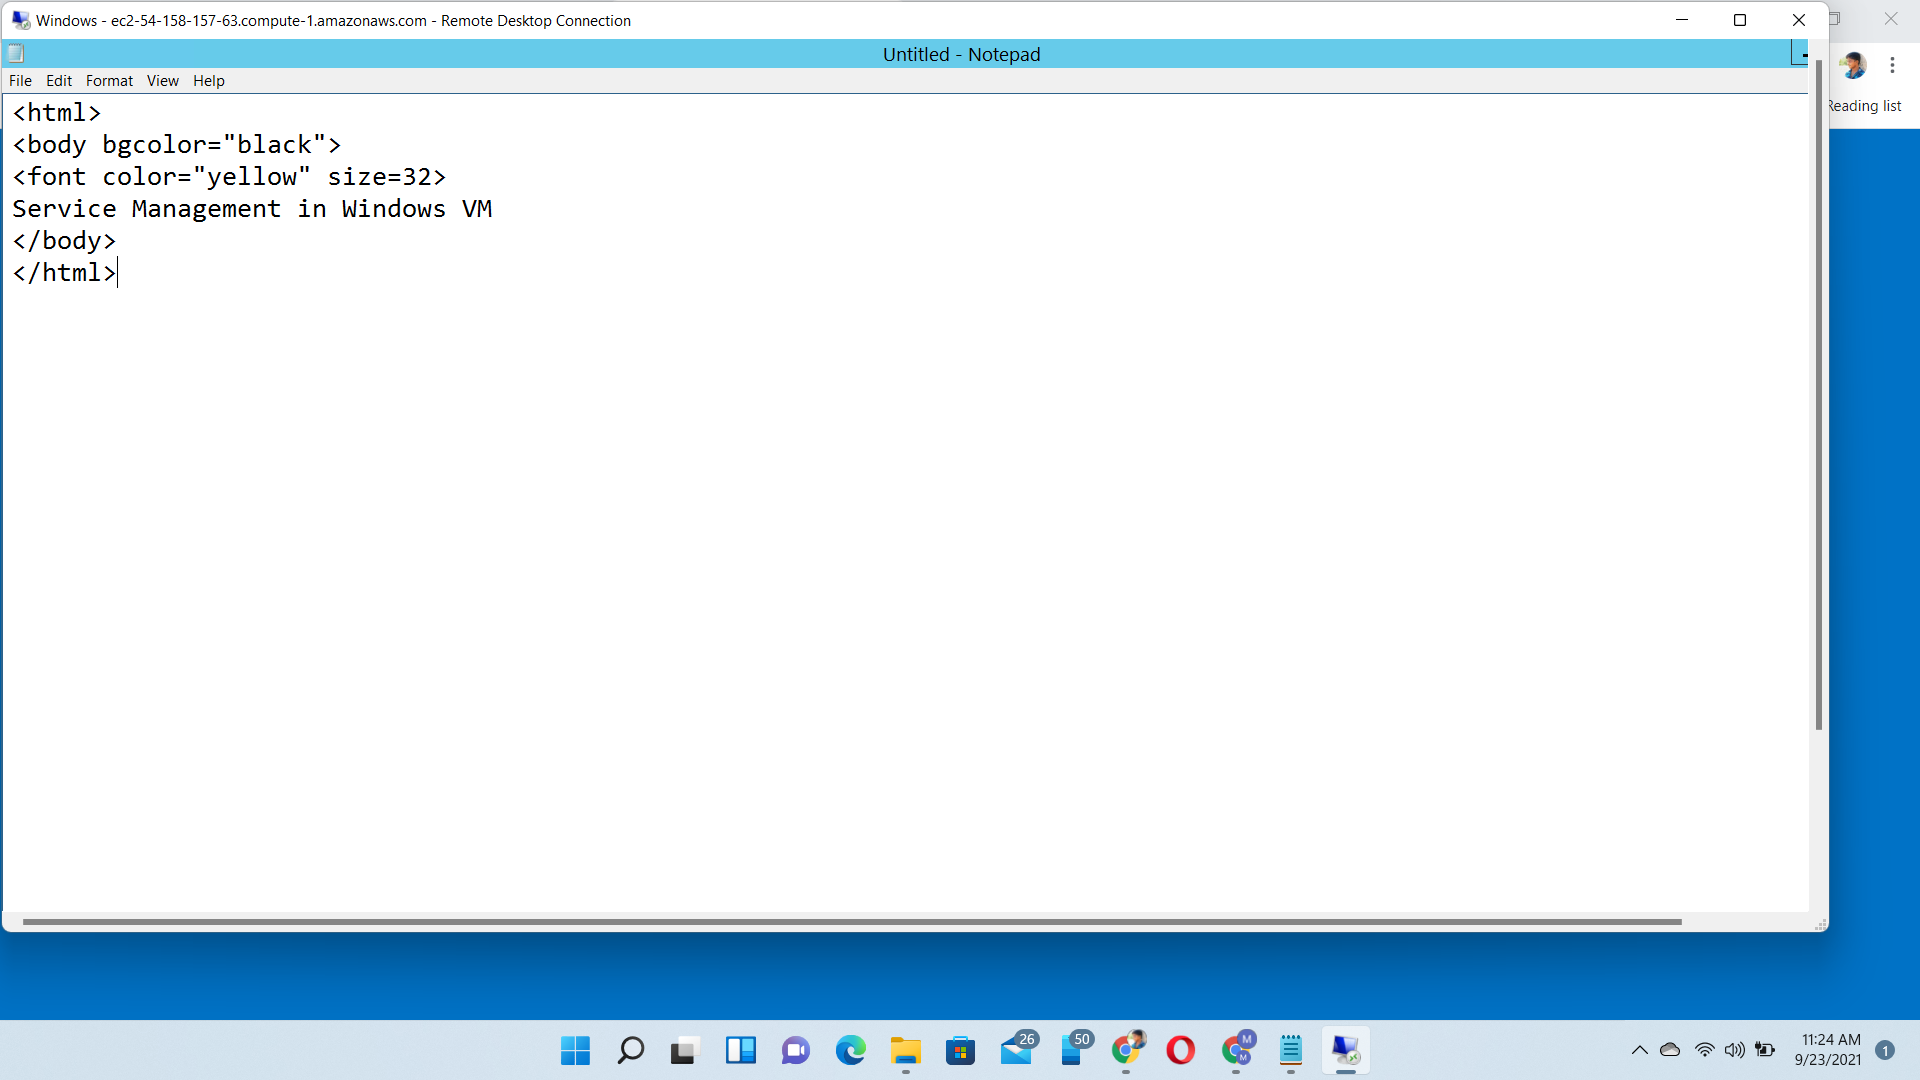 Windows - ec2-54-158-157-63.compute-1.amazonaws.com - Remote Desktop Connection
Untitled - Notepad
File Edit Format View Help
Reading list
<html>
<body bgcolor="black">
<font color="yellow" size=32>
Service Management in Windows VM
</body>
</html>
26
50
M
M
11:24 AM
9/23/2021
1